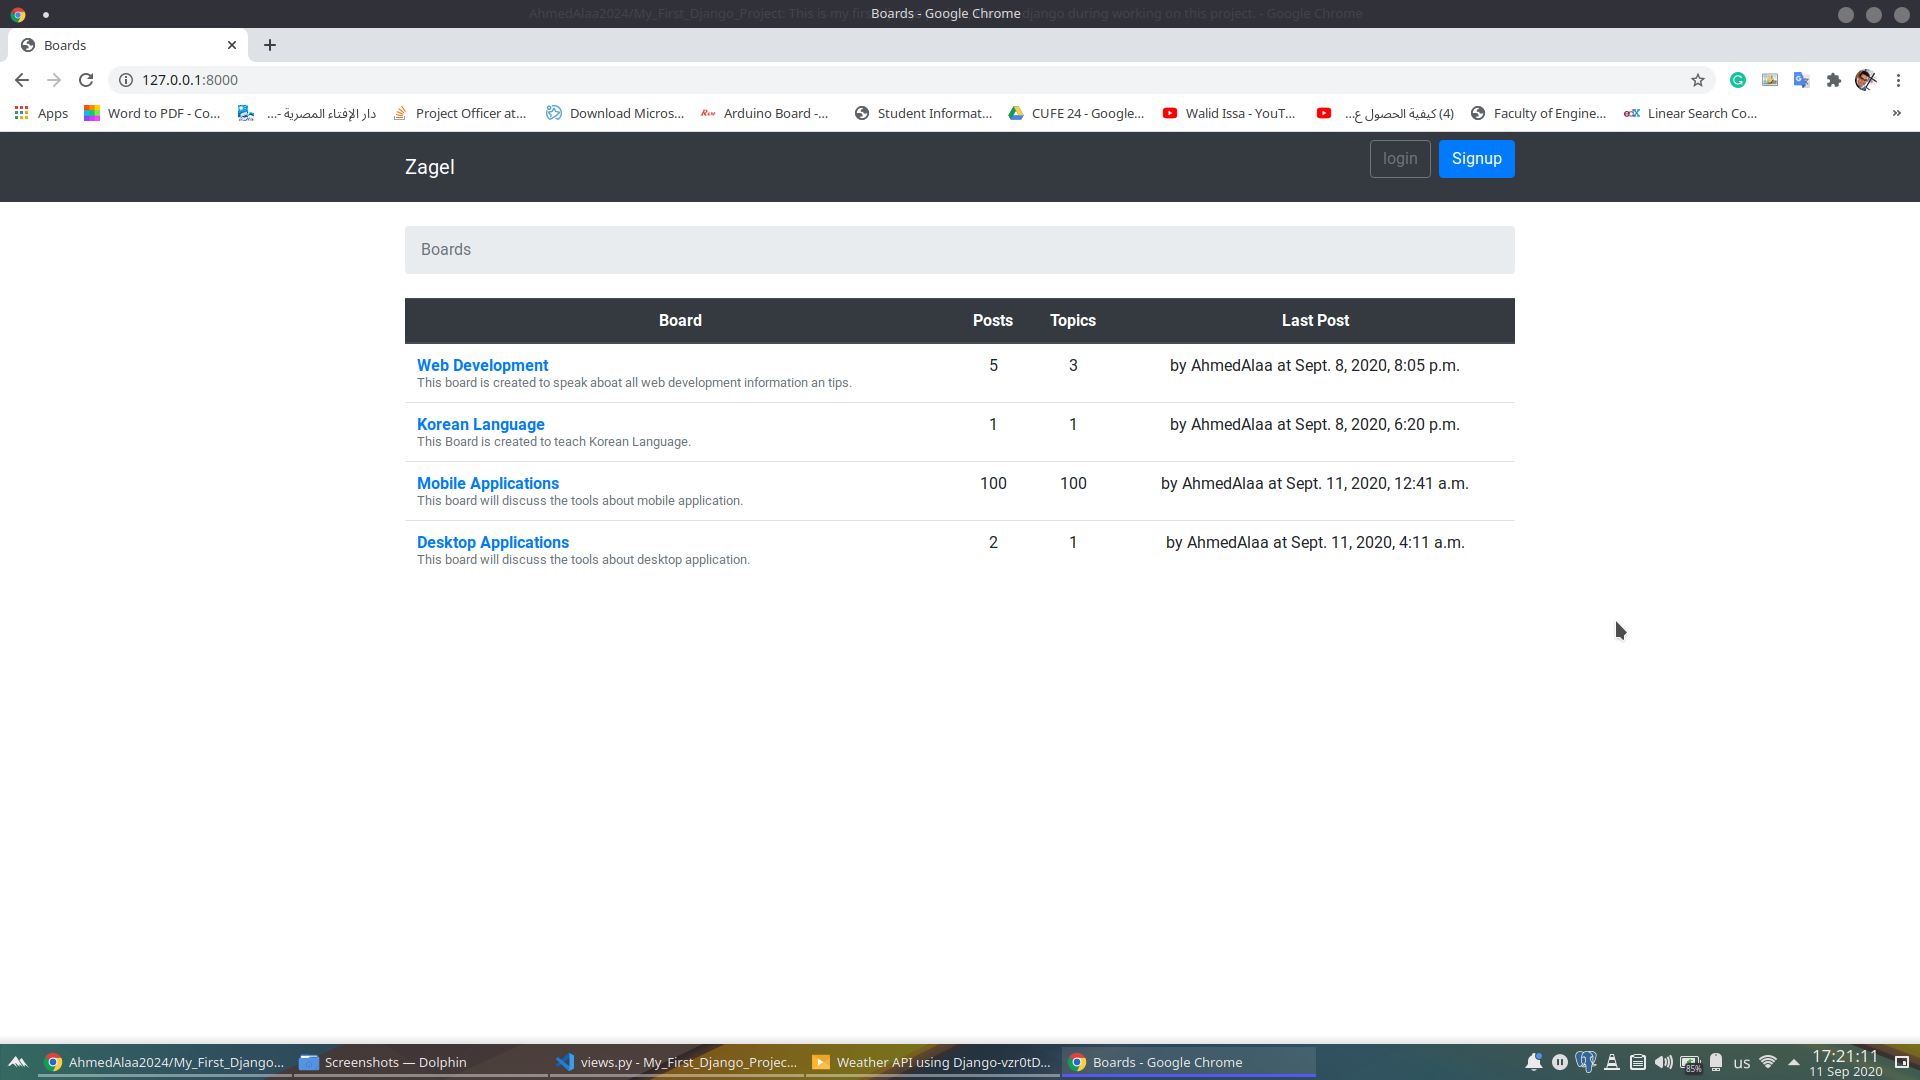 AhmedAlaa2024/My_First_Django_Project: This is my firs Boards - Google Chrome django during working on this project. - Google Chrome
Boards
127.0.0.1:8000
Apps Word to PDF - Co... دار الإفتاء المصرية -... Project Officer at... Download Micros... Arduino Board -... Student Informat... CUFE 24 - Google... Walid Issa - YouT... (4) كيفية الحصول ع... Faculty of Engine... edX Linear Search Co... »
Zagel login Signup
Boards
Board Posts Topics Last Post
Web Development 5 3 by AhmedAlaa at Sept. 8, 2020, 8:05 p.m.
This board is created to speak aboat all web development information an tips.
Korean Language 1 1 by AhmedAlaa at Sept. 8, 2020, 6:20 p.m.
This Board is created to teach Korean Language.
Mobile Applications 100 100 by AhmedAlaa at Sept. 11, 2020, 12:41 a.m.
This board will discuss the tools about mobile application.
Desktop Applications 2 1 by AhmedAlaa at Sept. 11, 2020, 4:11 a.m.
This board will discuss the tools about desktop application.
AhmedAlaa2024/My_First_Django... Screenshots — Dolphin views.py - My_First_Django_Projec... Weather API using Django-vzr0tD... Boards - Google Chrome 85% us 17:21:11
11 Sep 2020